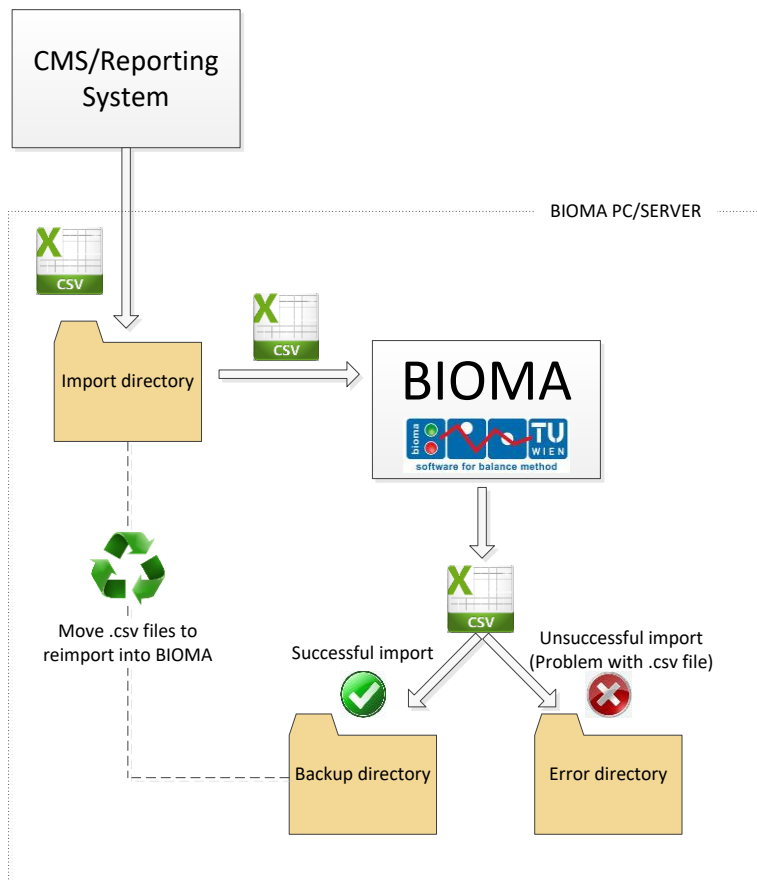 CMS/Reporting
System
BIOMA PC/SERVER
X
CSV
X
CSV
Import directory
BIOMA
bioma
TU
WIEN
software for balance method
X
CSV
Move .csv files to
reimport into BIOMA
Successful import
Unsuccessful import
(Problem with .csv file)
Backup directory
Error directory